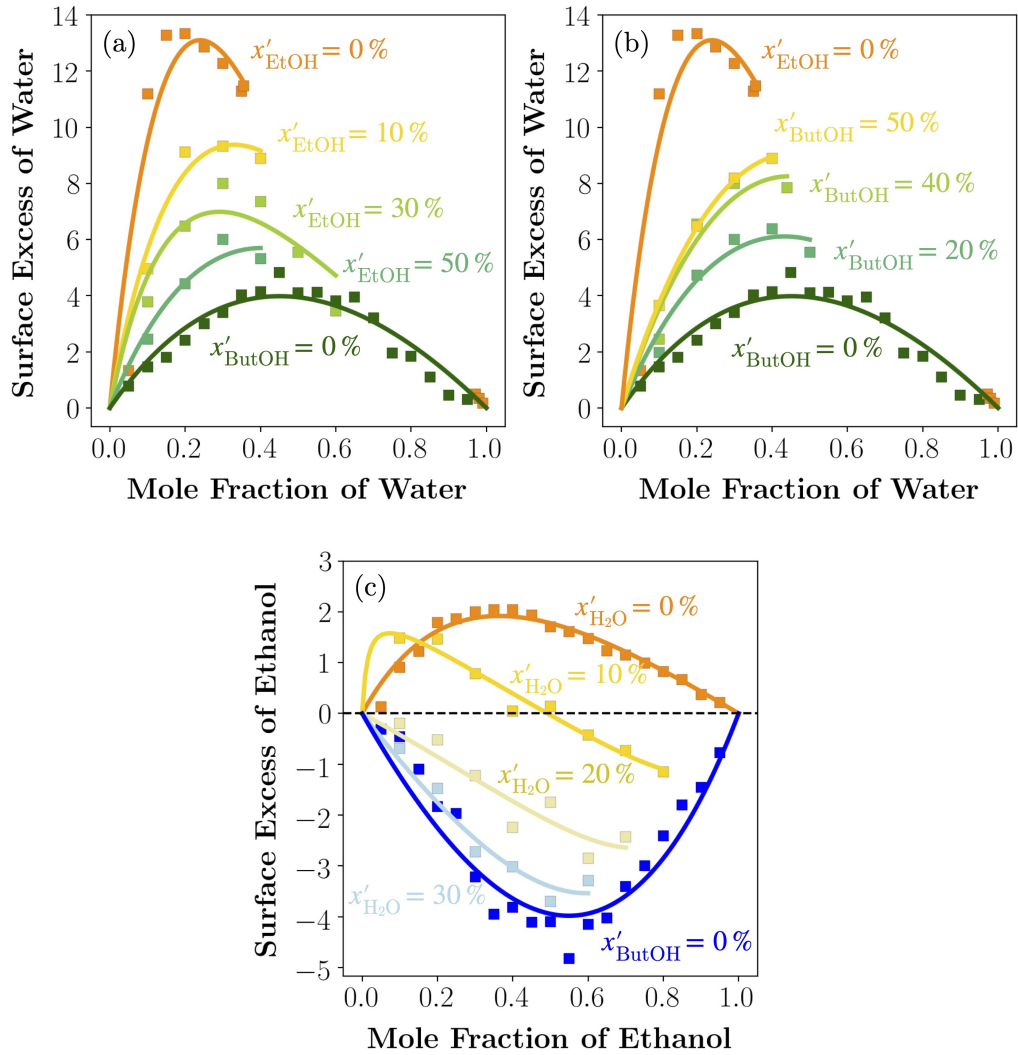 (a)
Surface Excess of Water
14
12
10
8
6
4
2
0
x′EtOH = 0 %
x′EtOH = 10 %
x′EtOH = 30 %
x′EtOH = 50 %
x′ButOH = 0 %
0.0 0.2 0.4 0.6 0.8 1.0
Mole Fraction of Water
(b)
Surface Excess of Water
14
12
10
8
6
4
2
0
x′EtOH = 0 %
x′ButOH = 50 %
x′ButOH = 40 %
x′ButOH = 20 %
x′ButOH = 0 %
0.0 0.2 0.4 0.6 0.8 1.0
Mole Fraction of Water
(c)
Surface Excess of Ethanol
3
2
1
0
−1
−2
−3
−4
−5
x′H2O = 0 %
x′H2O = 10 %
x′H2O = 20 %
x′H2O = 30 %
x′ButOH = 0 %
0.0 0.2 0.4 0.6 0.8 1.0
Mole Fraction of Ethanol